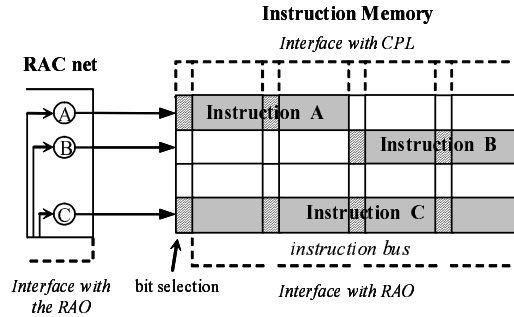 Instruction Memory
Interface with CPL
RAC net
A
Instruction A
B
Instruction B
C
Instruction C
instruction bus
Interface with
the RAO
bit selection
Interface with RAO